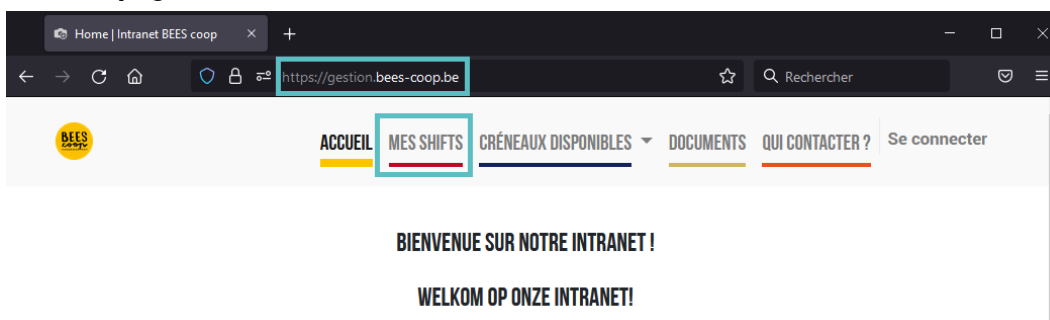 Home | Intranet BEES coop
https://gestion.bees-coop.be Rechercher
BEES
coop
ACCUEIL MES SHIFTS CRÉNEAUX DISPONIBLES DOCUMENTS QUI CONTACTER ? Se connecter
BIENVENUE SUR NOTRE INTRANET !
WELKOM OP ONZE INTRANET!